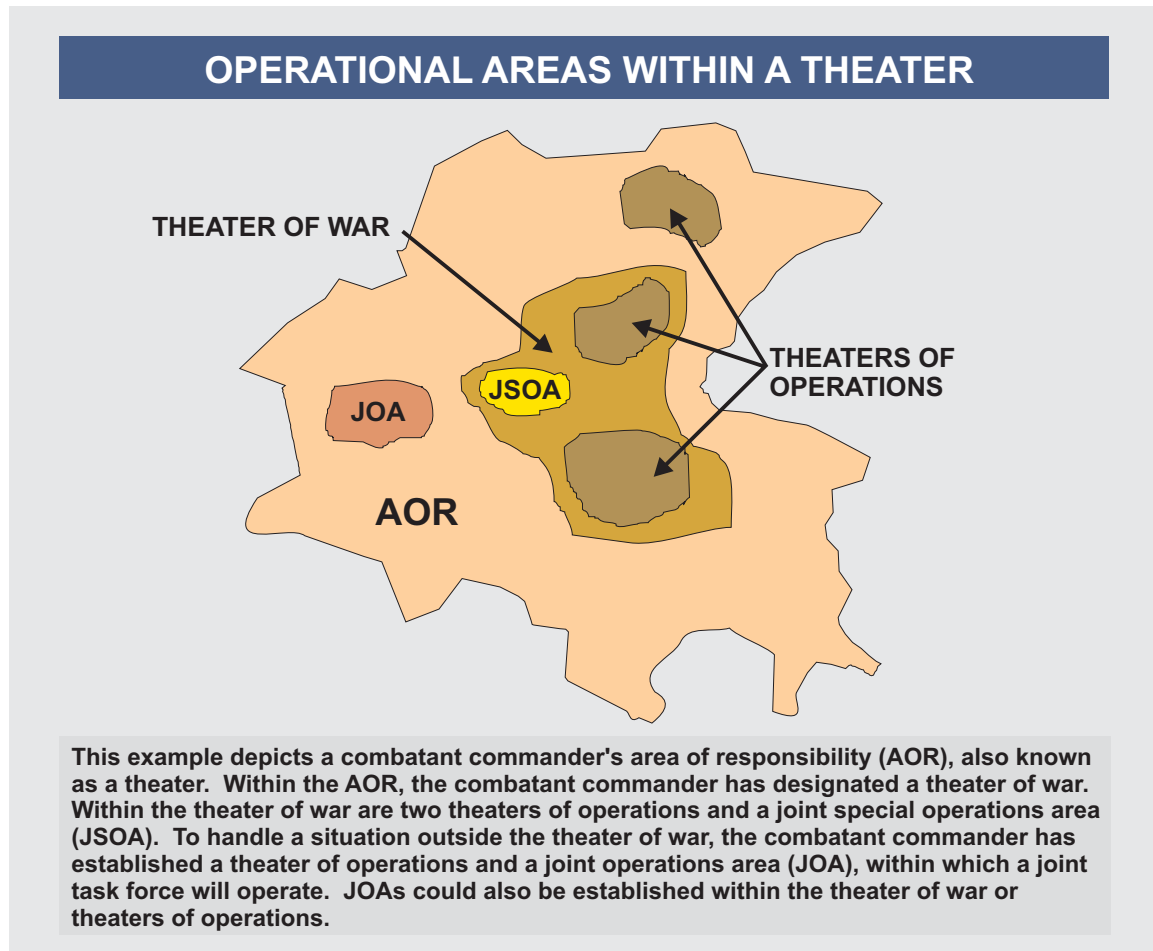 OPERATIONAL AREAS WITHIN A THEATER
THEATER OF WAR
THEATERS OF
OPERATIONS
JSOA
JOA
AOR
This example depicts a combatant commander's area of responsibility (AOR), also known
as a theater.  Within the AOR, the combatant commander has designated a theater of war.
Within the theater of war are two theaters of operations and a joint special operations area
(JSOA).  To handle a situation outside the theater of war, the combatant commander has
established a theater of operations and a joint operations area (JOA), within which a joint
task force will operate.  JOAs could also be established within the theater of war or
theaters of operations.